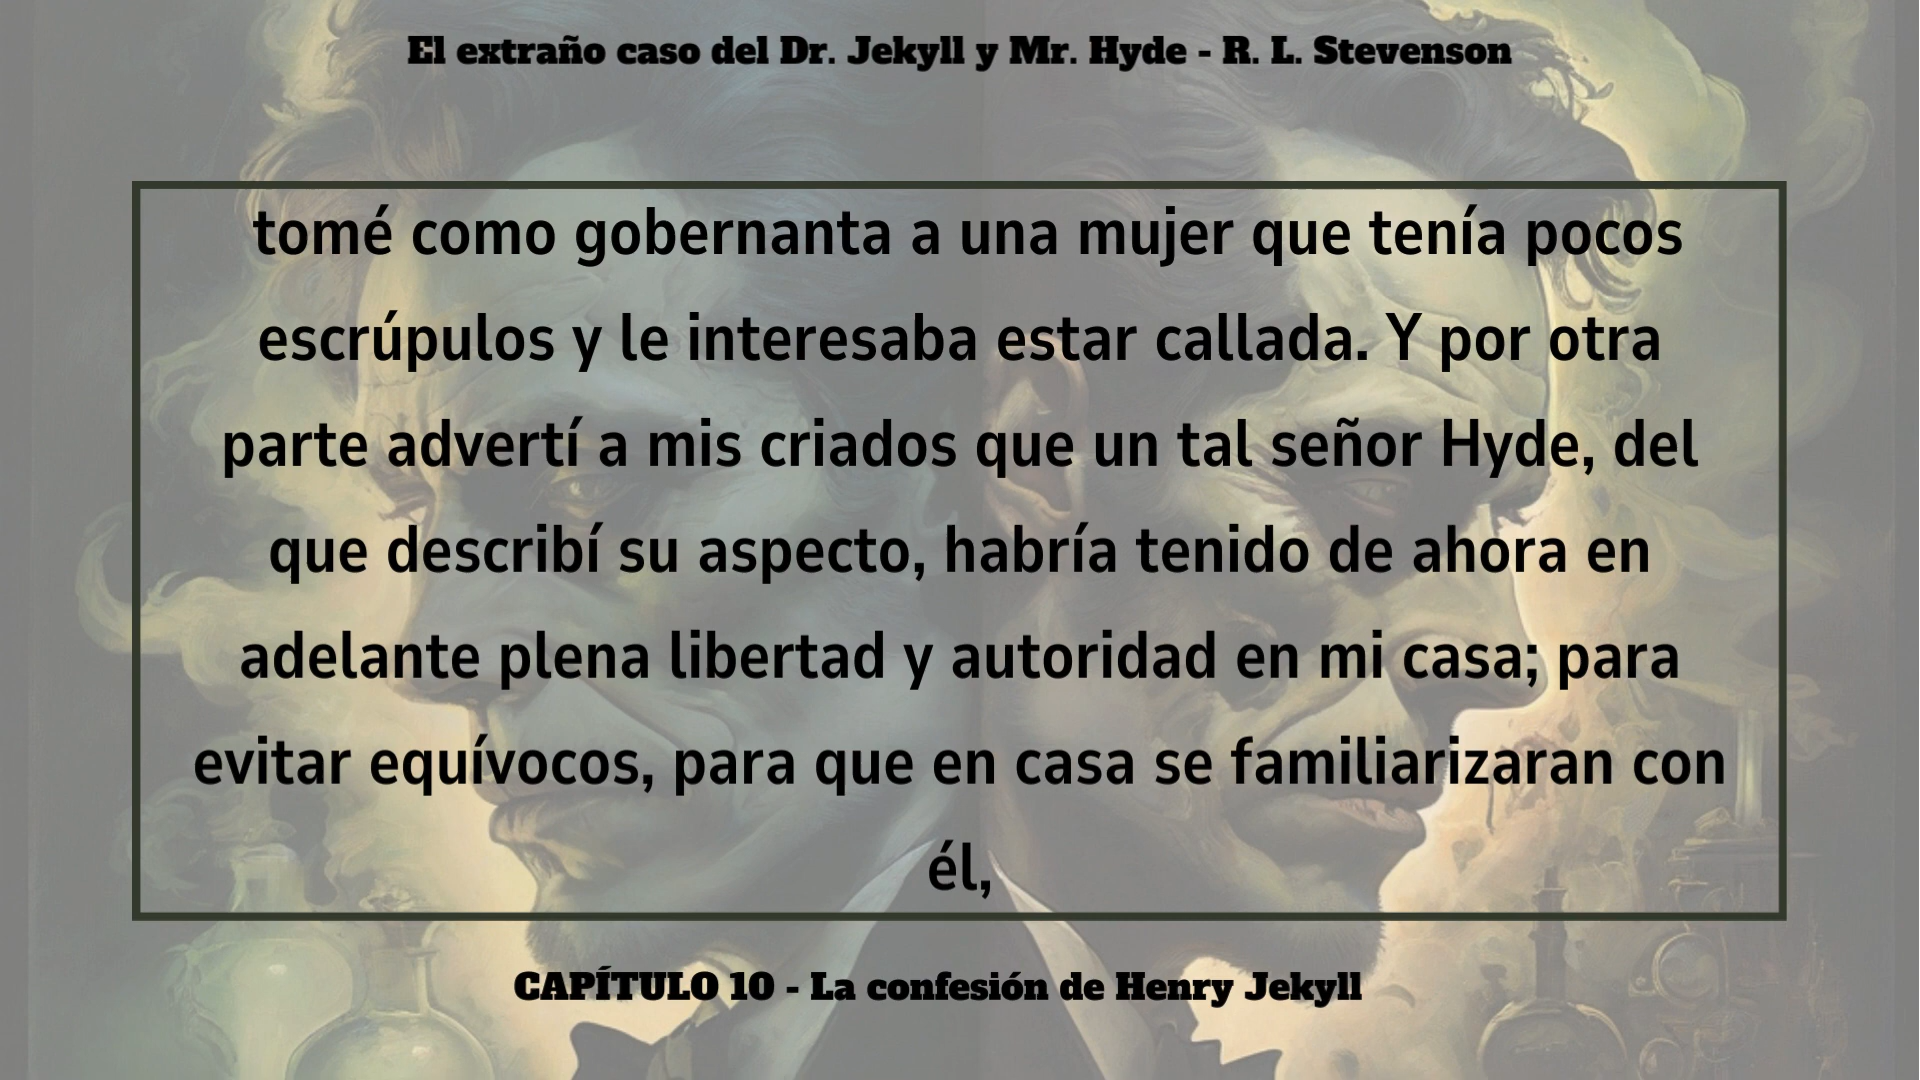 El extraño caso del Dr. Jekyll y Mr. Hyde - R. L. Stevenson
tomé como gobernanta a una mujer que tenía pocos
escrúpulos y le interesaba estar callada. Y por otra
parte advertí a mis criados que un tal señor Hyde, del
que describí su aspecto, habría tenido de ahora en
adelante plena libertad y autoridad en mi casa; para
evitar equívocos, para que en casa se familiarizaran con
él,
CAPÍTULO 10 - La confesión de Henry Jekyll